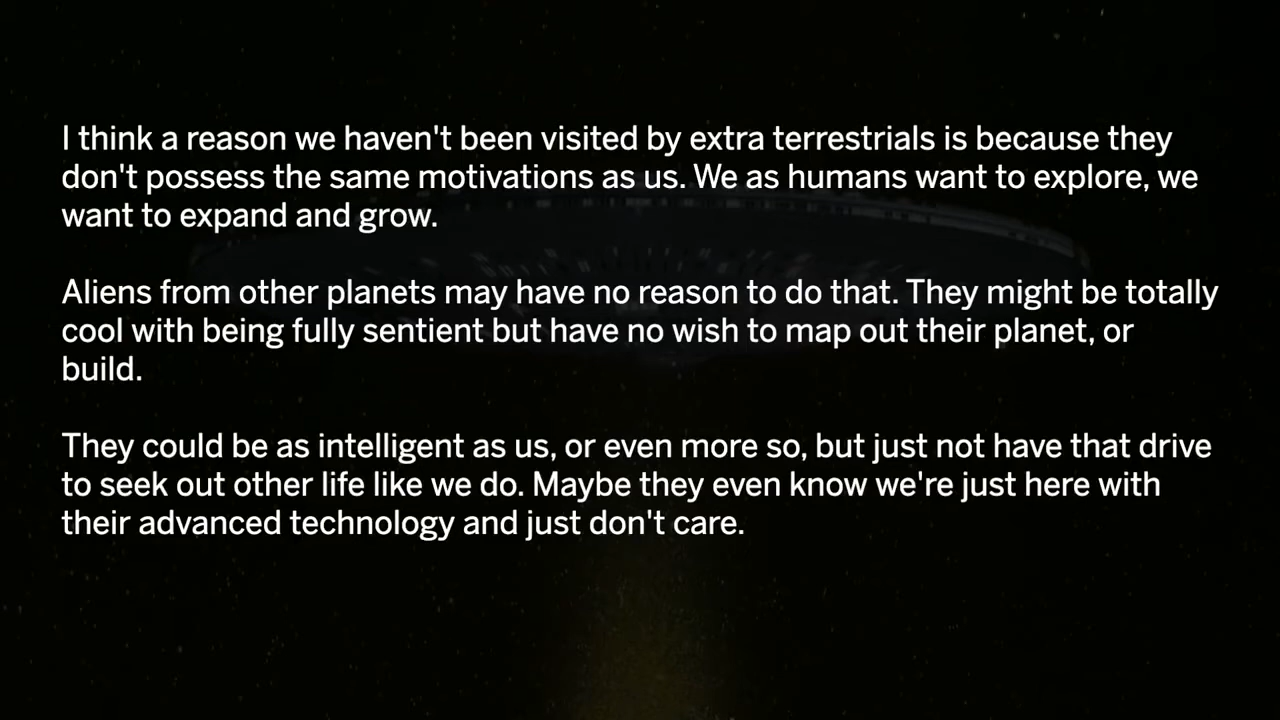 I think a reason we haven't been visited by extra terrestrials is because they
don't possess the same motivations as us. We as humans want to explore, we
want to expand and grow.
Aliens from other planets may have no reason to do that. They might be totally
cool with being fully sentient but have no wish to map out their planet, or
build.
They could be as intelligent as us, or even more so, but just not have that drive
to seek out other life like we do. Maybe they even know we're just here with
their advanced technology and just don't care.